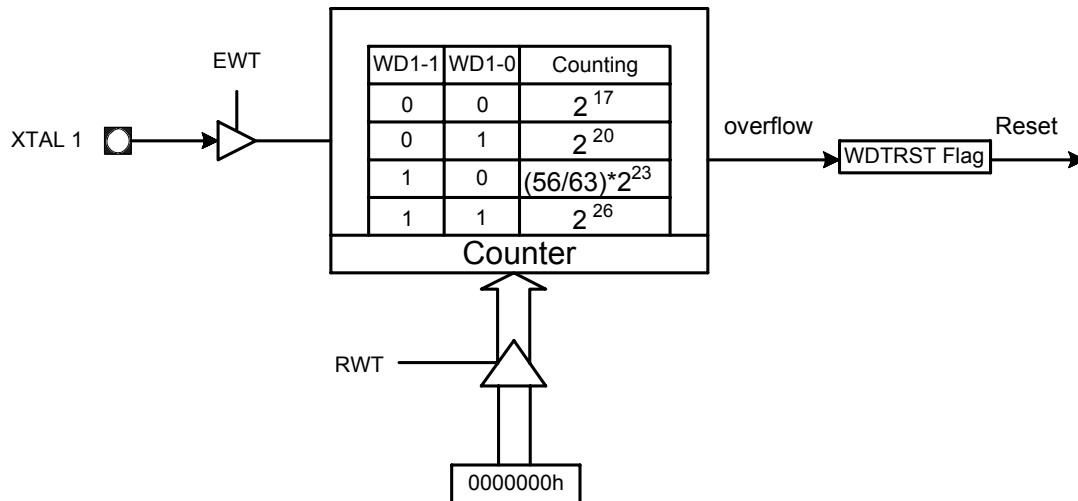 EWT
XTAL 1
WD1-1 WD1-0 Counting
0 0 2^17
0 1 2^20
1 0 (56/63)*2^23
1 1 2^26
Counter
overflow
WDTRST Flag
Reset
RWT
0000000h